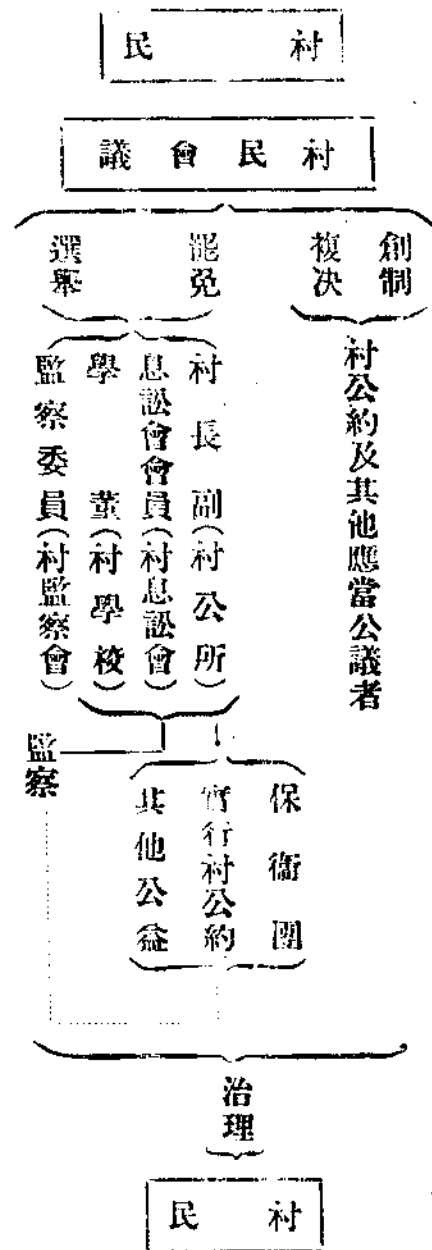 村民
村民會議
創制
複决
罷免
選舉
村公約及其他應當公議者
村長副(村公所)
息訟會會員(村息訟會)
學董(村學校)
監察委員(村監察會)
監察
保衞團
實行村公約
其他公益
治理
村民